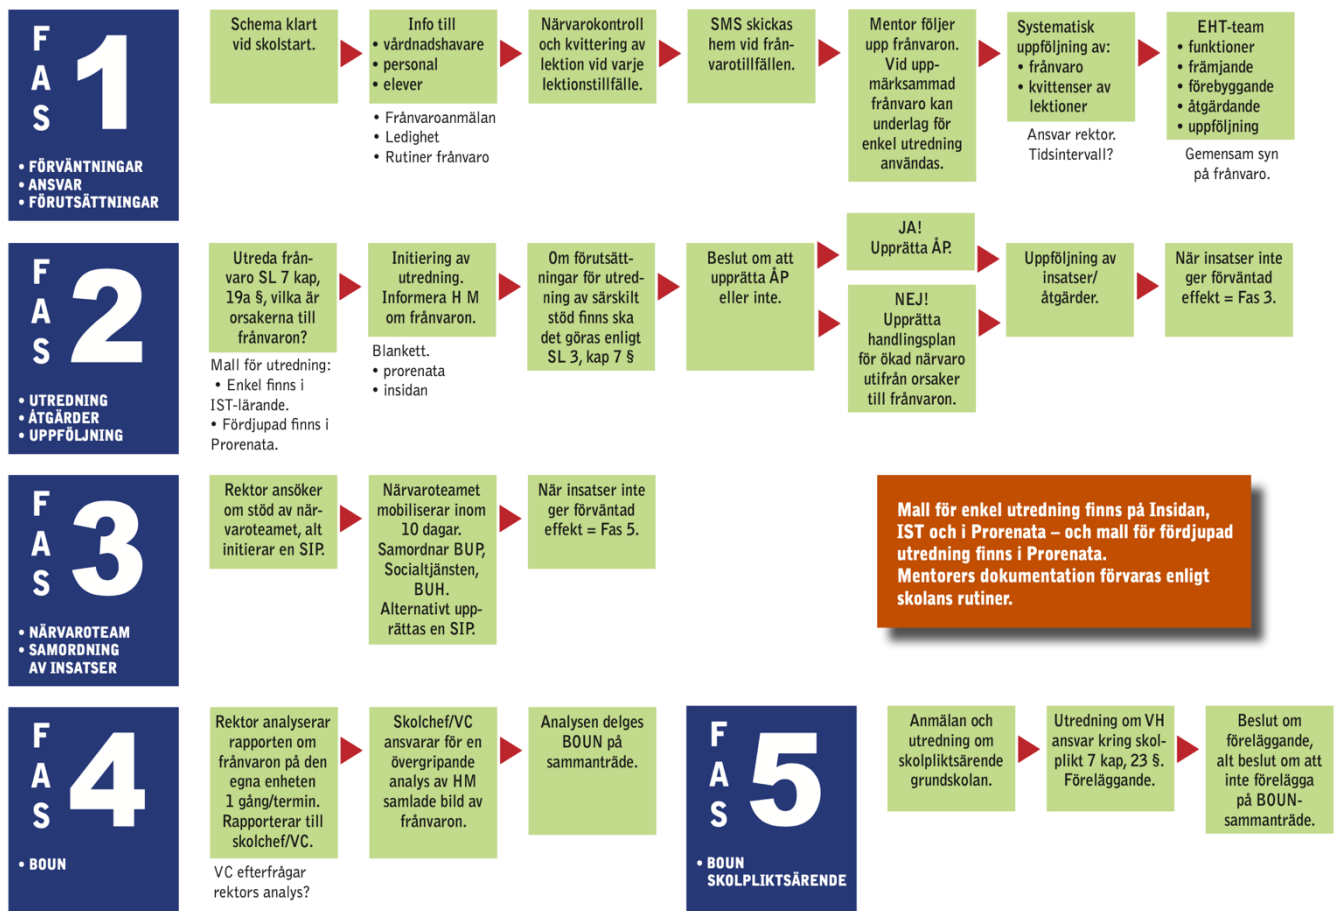 FAS 1
• FÖRVÄNTNINGAR
• ANSVAR
• FÖRUTSÄTTNINGAR
Schema klart
vid skolstart.
Info till
• vårdnadshavare
• personal
• elever
• Frånvaroanmälan
• Ledighet
• Rutiner frånvaro
Närvarokontroll
och kvittering av
lektion vid varje
lektionstillfälle.
SMS skickas
hem vid från-
varotillfällen.
Mentor följer
upp frånvaron.
Vid upp-
märksammad
frånvaro kan
underlag för
enkel utredning
användas.
Systematisk
uppföljning av:
• frånvaro
• kvittenser av
lektioner
Ansvar rektor.
Tidsintervall?
EHT-team
• funktioner
• främjande
• förebyggande
• åtgärdande
• uppföljning
Gemensam syn
på frånvaro.
FAS 2
• UTREDNING
• ÅTGÄRDER
• UPPFÖLJNING
Utreda från-
varo SL 7 kap,
19a §, vilka är
orsakerna till
frånvaron?
Mall för utredning:
• Enkel finns i
IST-lärande.
• Fördjupad finns i
Prorenata.
Initiering av
utredning.
Informera H M
om frånvaron.
Blankett.
• prorenata
• insidan
Om förutsätt-
ningar för utred-
ning av särskilt
stöd finns ska
det göras enligt
SL 3, kap 7 §
Beslut om att
upprätta ÅP
eller inte.
JA!
Upprätta ÅP.
NEJ!
Upprätta
handlingsplan
för ökad närvaro
utifrån orsaker
till frånvaron.
Uppföljning av
insatser/
åtgärder.
När insatser inte
ger förväntad
effekt = Fas 3.
FAS 3
• NÄRVAROTEAM
• SAMORDNING
AV INSATSER
Rektor ansöker
om stöd av när-
varoteamet, alt
initierar en SIP.
Närvaroteamet
mobiliserar inom
10 dagar.
Samordnar BUP,
Socialtjänsten,
BUH.
Alternativt upp-
rättas en SIP.
När insatser inte
ger förväntad
effekt = Fas 5.
Mall för enkel utredning finns på Insidan,
IST och i Prorenata – och mall för fördjupad
utredning finns i Prorenata.
Mentorers dokumentation förvaras enligt
skolans rutiner.
FAS 4
• BOUN
Rektor analyserar
rapporten om
frånvaron på den
egna enheten
1 gång/termin.
Rapporterar till
skolchef/VC.
VC efterfrågar
rektors analys?
Skolchef/VC
ansvarar för en
övergripande
analys av HM
samlade bild av
frånvaron.
Analysen delges
BOUN på
sammanträde.
FAS 5
• BOUN
SKOLPLIKTSÄRENDE
Anmälan och
utredning om
skolpliktsärende
grundskolan.
Utredning om VH
ansvar kring skol-
plikt 7 kap, 23 §.
Föreläggande.
Beslut om
föreläggande,
alt beslut om att
inte förelägga
på BOUN-
sammanträde.